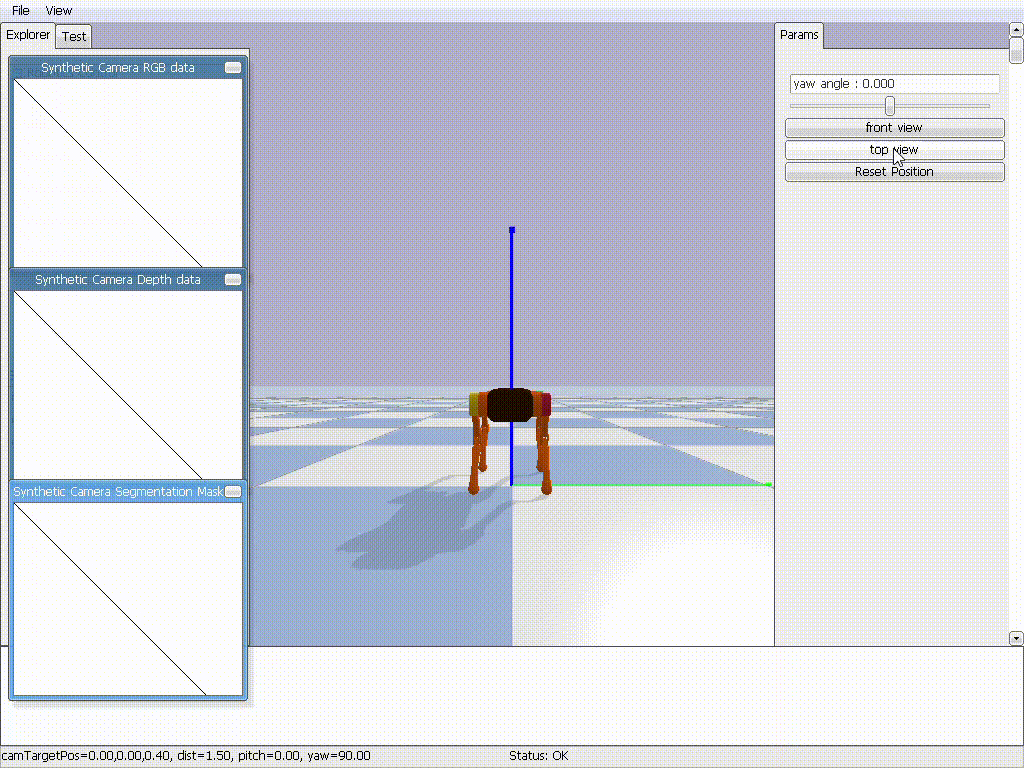 File View
Explorer Test
Synthetic Camera RGB data
Synthetic Camera Depth data
Synthetic Camera Segmentation Mask
Params
yaw angle : 0.000
front view
top view
Reset Position
camTargetPos=0.00,0.00,0.40, dist=1.50, pitch=0.00, yaw=90.00
Status: OK